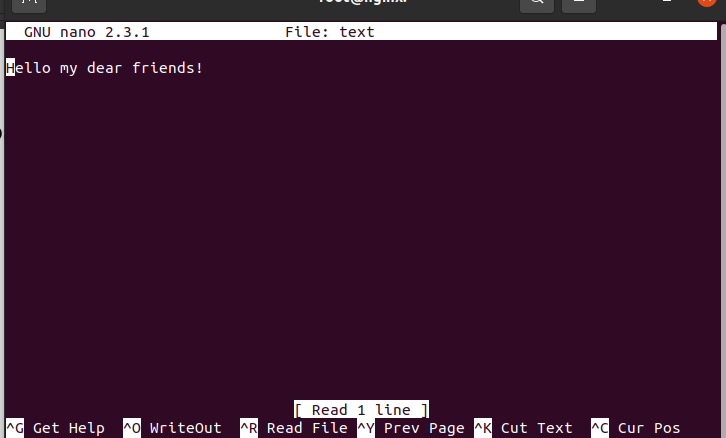 GNU nano 2.3.1 File: text
Hello my dear friends!
[ Read 1 line ]
^G Get Help ^O WriteOut ^R Read File ^Y Prev Page ^K Cut Text ^C Cur Pos